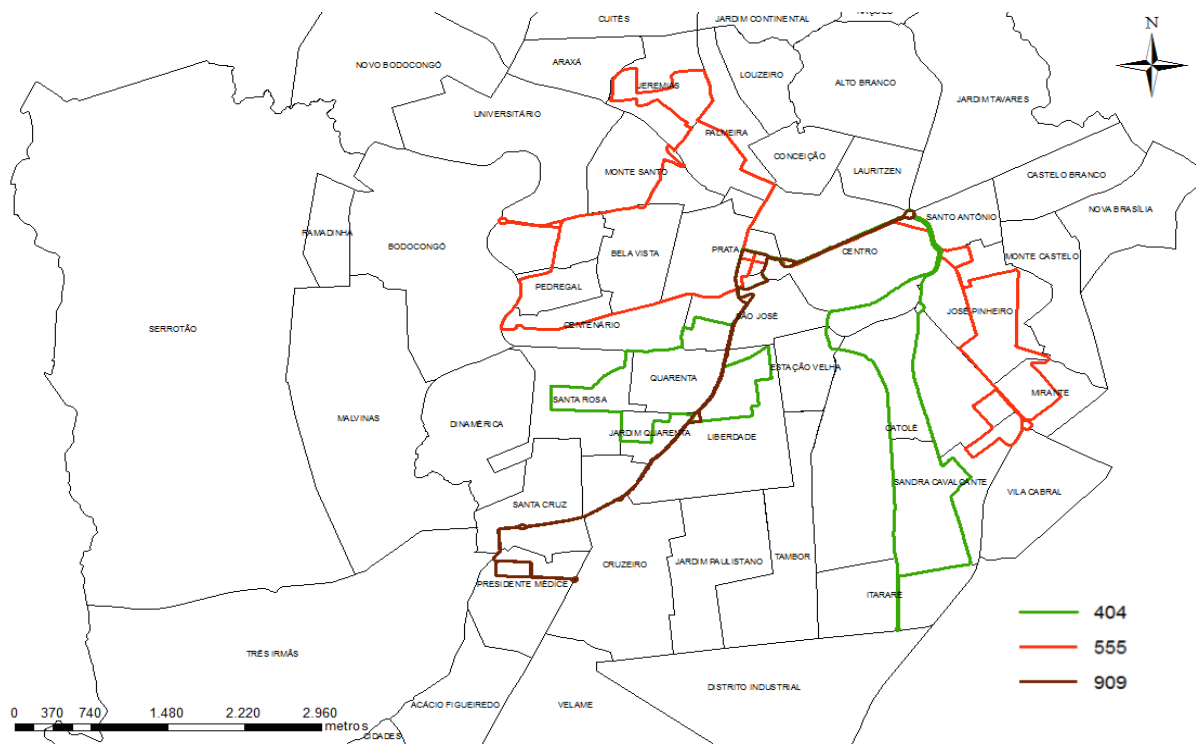 CUITÉS
JARDIM CONTINENTAL
N
NOVO BODOCONGÓ
ARAXÁ
LOUZEIRO
ALTO BRANCO
JEREMIAS
JARDIM TAVARES
UNIVERSITÁRIO
PALMEIRA
CONCEIÇÃO
MONTE SANTO
LAURITZEN
CASTELO BRANCO
NOVA BRASÍLIA
SANTO ANTÔNIO
RAMADINHA
BODOCONGÓ
BELA VISTA
PRATA
CENTRO
MONTE CASTELO
PEDREGAL
JOSÉ PINHEIRO
SERROTÃO
CENTENÁRIO
SÃO JOSÉ
ESTAÇÃO VELHA
QUARENTA
MIRANTE
SANTA ROSA
MALVINAS
DINAMÉRICA
JARDIM QUARENTA
LIBERDADE
CATOLÉ
SANDRA CAVALCANTE
VILA CABRAL
SANTA CRUZ
CRUZEIRO
JARDIM PAULISTANO
TAMBOR
PRESIDENTE MÉDICE
ITARARÉ
404
555
909
TRÊS IRMÃS
DISTRITO INDUSTRIAL
ACÁCIO FIGUEIREDO
VELAME
0 370 740 1.480 2.220 2.960
metros
CIDADES